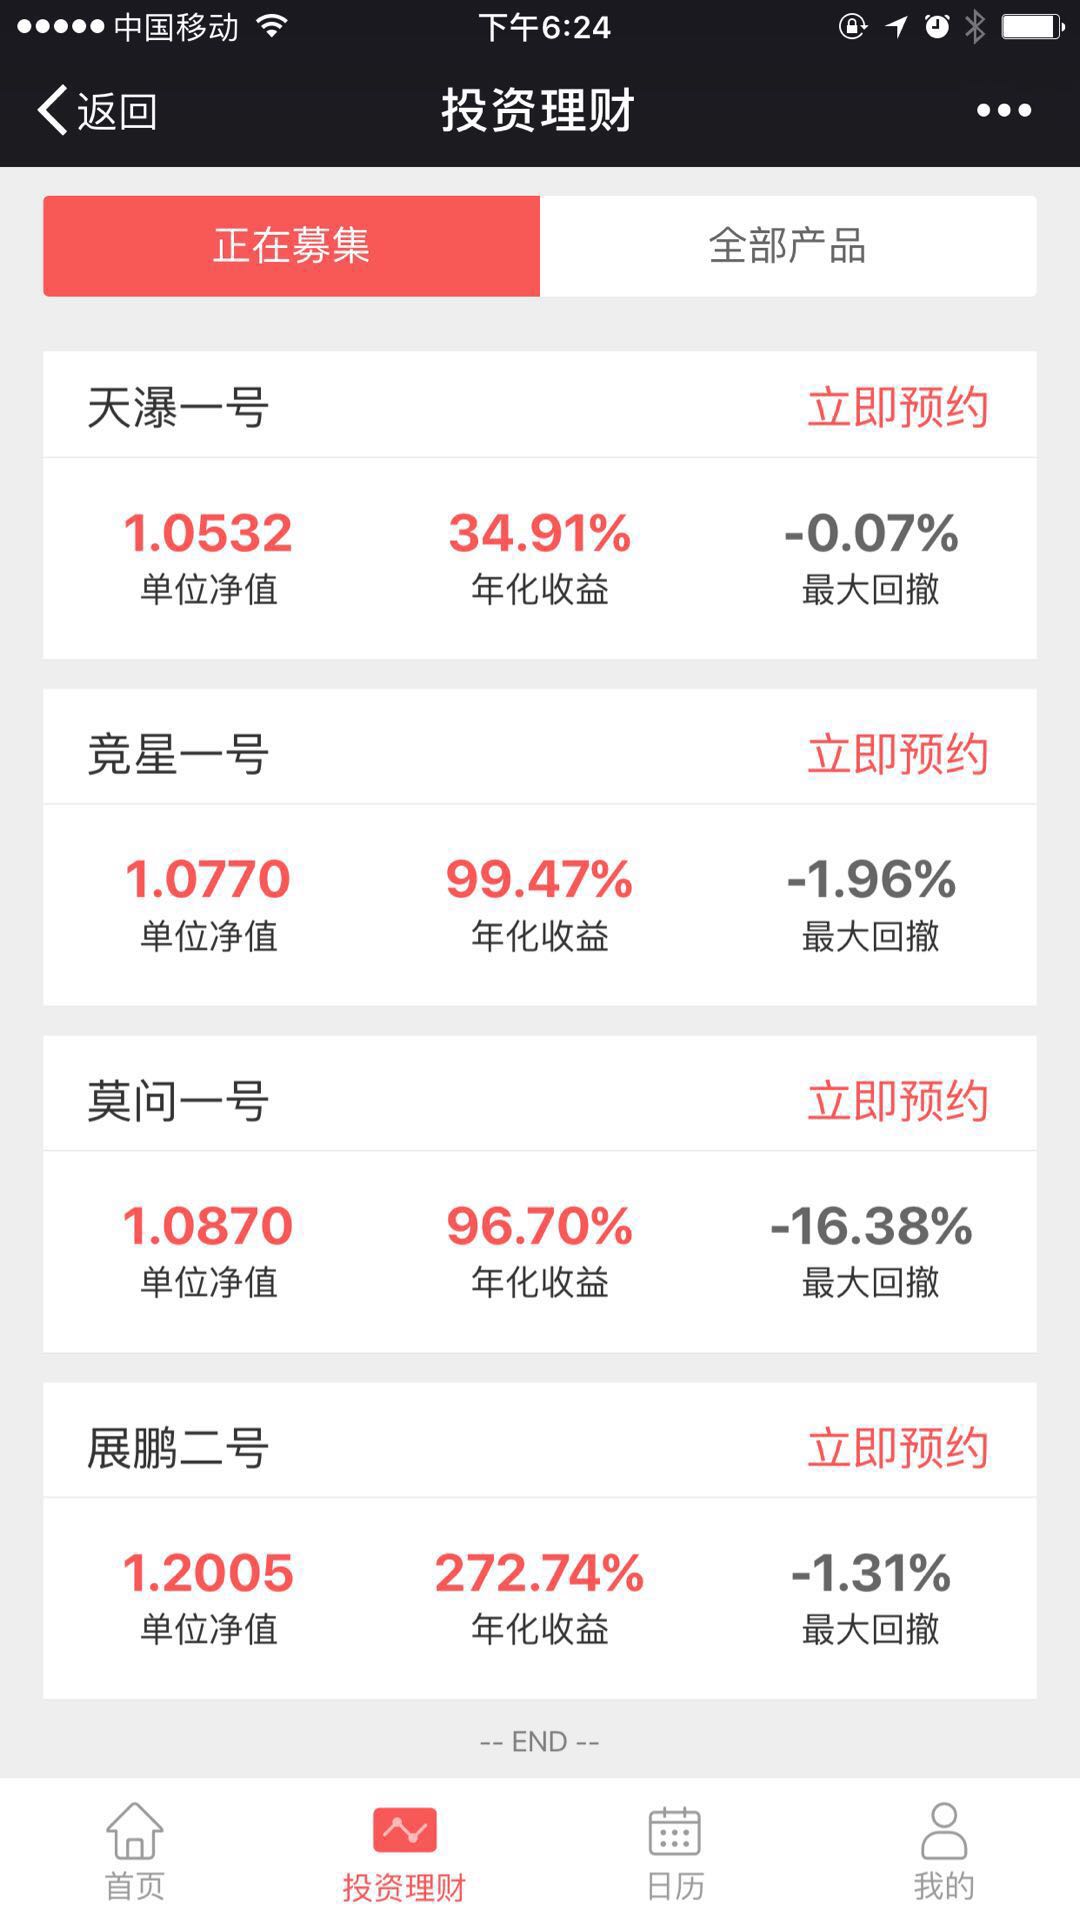 中国移动 下午6:24
返回 投资理财
正在募集 全部产品
天瀑一号 立即预约
1.0532 34.91% -0.07%
单位净值 年化收益 最大回撤
竞星一号 立即预约
1.0770 99.47% -1.96%
单位净值 年化收益 最大回撤
莫问一号 立即预约
1.0870 96.70% -16.38%
单位净值 年化收益 最大回撤
展鹏二号 立即预约
1.2005 272.74% -1.31%
单位净值 年化收益 最大回撤
-- END --
首页 投资理财 日历 我的